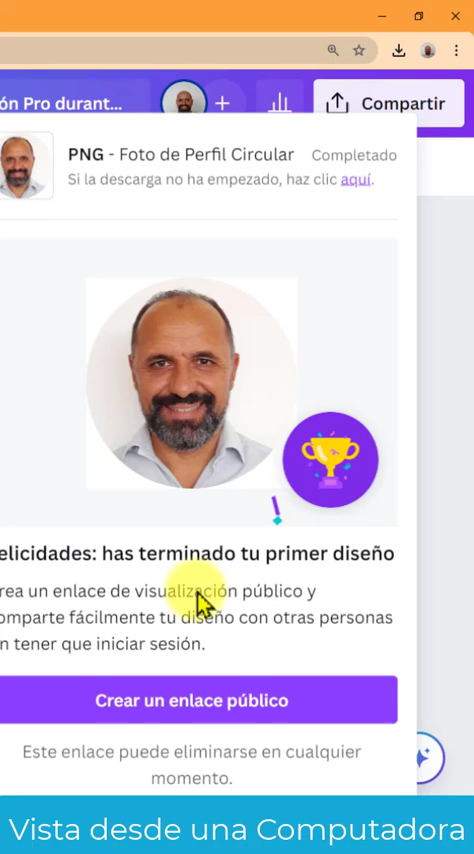 ón Pro durant...
Compartir
PNG - Foto de Perfil Circular Completado
Si la descarga no ha empezado, haz clic aquí.
elicidades: has terminado tu primer diseño
rea un enlace de visualización público y
omparte fácilmente tu diseño con otras personas
n tener que iniciar sesión.
Crear un enlace público
Este enlace puede eliminarse en cualquier
momento.
Vista desde una Computadora